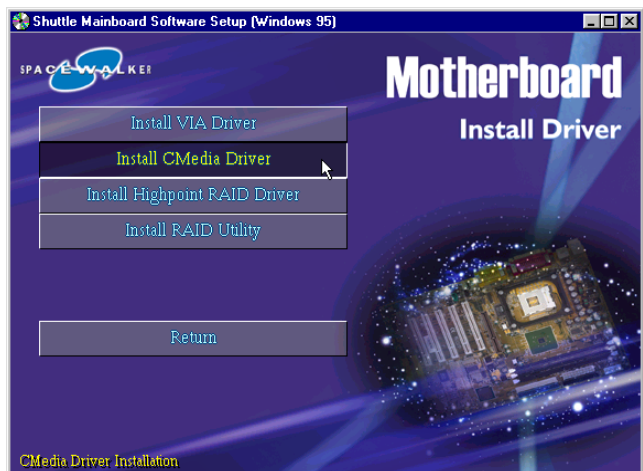 Shuttle Mainboard Software Setup (Windows 95)
SPACEWALKER
Motherboard
Install Driver
Install VIA Driver
Install CMedia Driver
Install Highpoint RAID Driver
Install RAID Utility
Return
CMedia Driver Installation